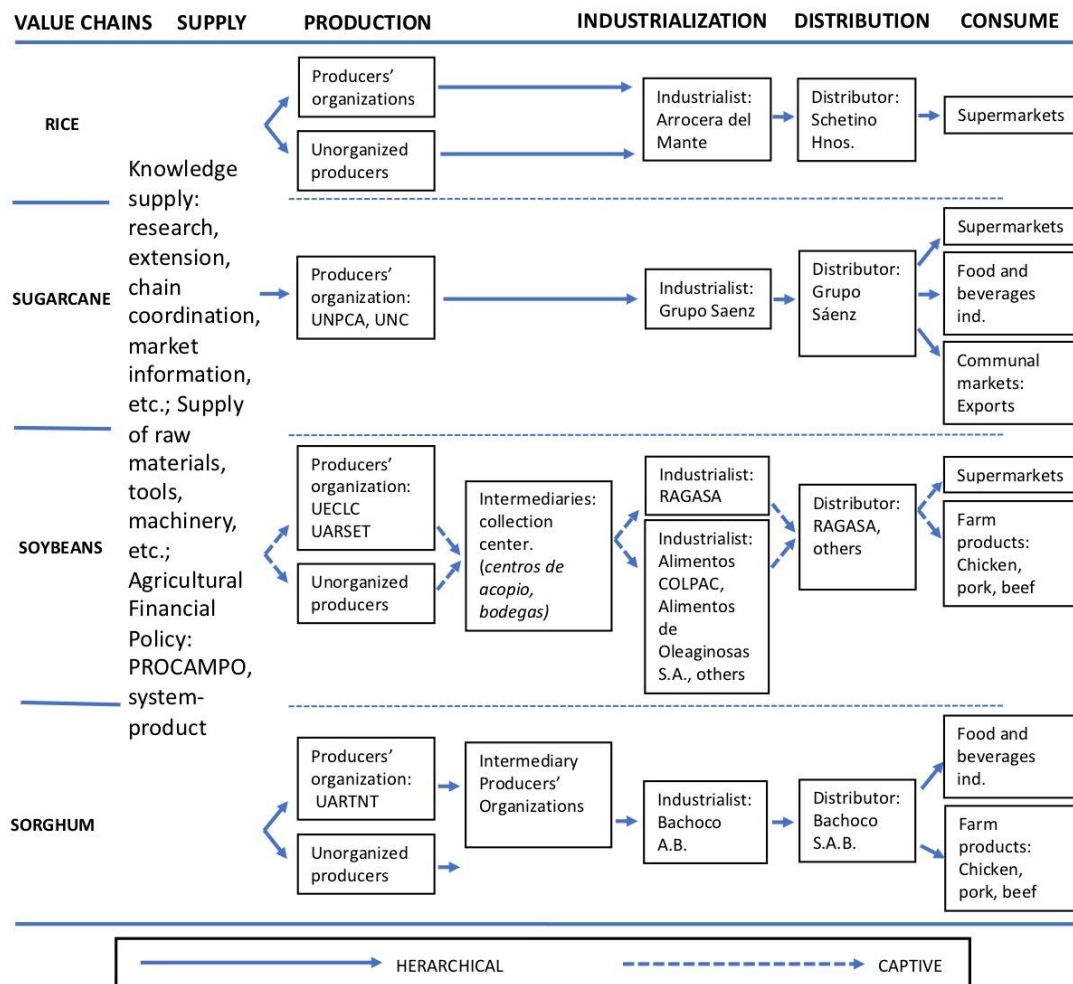 VALUE CHAINS SUPPLY PRODUCTION INDUSTRIALIZATION DISTRIBUTION CONSUME
RICE
Knowledge
supply:
research,
extension,
chain
coordination,
market
information,
etc.; Supply
of raw
materials,
tools,
machinery,
etc.;
Agricultural
Financial
Policy:
PROCAMPO,
system-
product
Producers’
organizations
Unorganized
producers
Industrialist:
Arrocera del
Mante
Distributor:
Schetino
Hnos.
Supermarkets
SUGARCANE
Producers’
organization:
UNPCA, UNC
Industrialist:
Grupo Saenz
Distributor:
Grupo
Sáenz
Supermarkets
Food and
beverages
ind.
Communal
markets:
Exports
SOYBEANS
Producers’
organization:
UECLC
UARSET
Unorganized
producers
Intermediaries:
collection
center.
(centros de
acopio,
bodegas)
Industrialist:
RAGASA
Industrialist:
Alimentos
COLPAC,
Alimentos
de
Oleaginosas
S.A., others
Distributor:
RAGASA,
others
Supermarkets
Farm
products:
Chicken,
pork, beef
SORGHUM
Producers’
organization:
UARTNT
Unorganized
producers
Intermediary
Producers’
Organizations
Industrialist:
Bachoco
A.B.
Distributor:
Bachoco
S.A.B.
Food and
beverages
ind.
Farm
products:
Chicken,
pork, beef
HERARCHICAL CAPTIVE